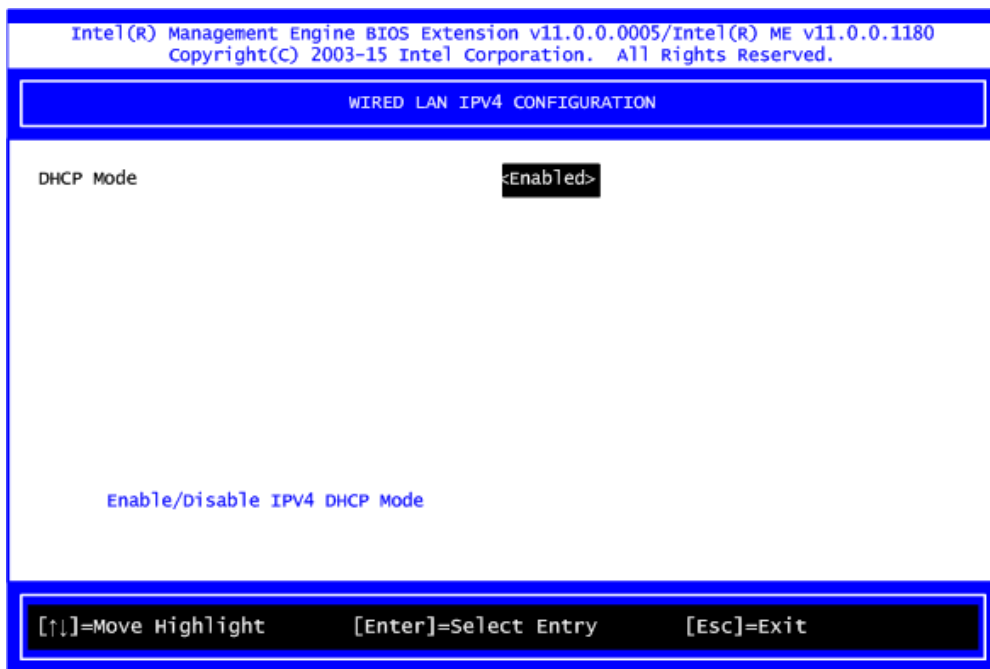 Intel(R) Management Engine BIOS Extension v11.0.0.0005/Intel(R) ME v11.0.0.1180
Copyright(C) 2003-15 Intel Corporation. All Rights Reserved.
WIRED LAN IPV4 CONFIGURATION
DHCP Mode <Enabled>
Enable/Disable IPV4 DHCP Mode
[↑↓]=Move Highlight [Enter]=Select Entry [Esc]=Exit